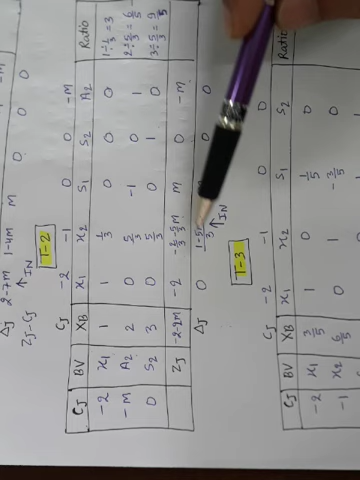 ΔJ 2-7M 1-4M M 0 0 0
ZJ-CJ ↑IN
T-2
CJ -2 -1 0 0 -M
CJ BV XB x1 x2 S1 S2 A2 Ratio
-2 x1 1 1 1/3 0 0 0 1÷1/3=3
-M A2 2 0 5/3 -1 0 1 2÷5/3=6/5
0 S2 3 0 5/3 0 1 0 3÷5/3=9/5
ZJ -2-2M -2 -2/3-5/3M M 0 -M
ΔJ 0 1-5M/3 0 0
↑IN
T-3
CJ -2 -1 0 0
CJ BV XB x1 x2 S1 S2 Ratio
-2 x1 3/5 1 0 1/5 0
-1 x2 6/5 0 -3/5 0